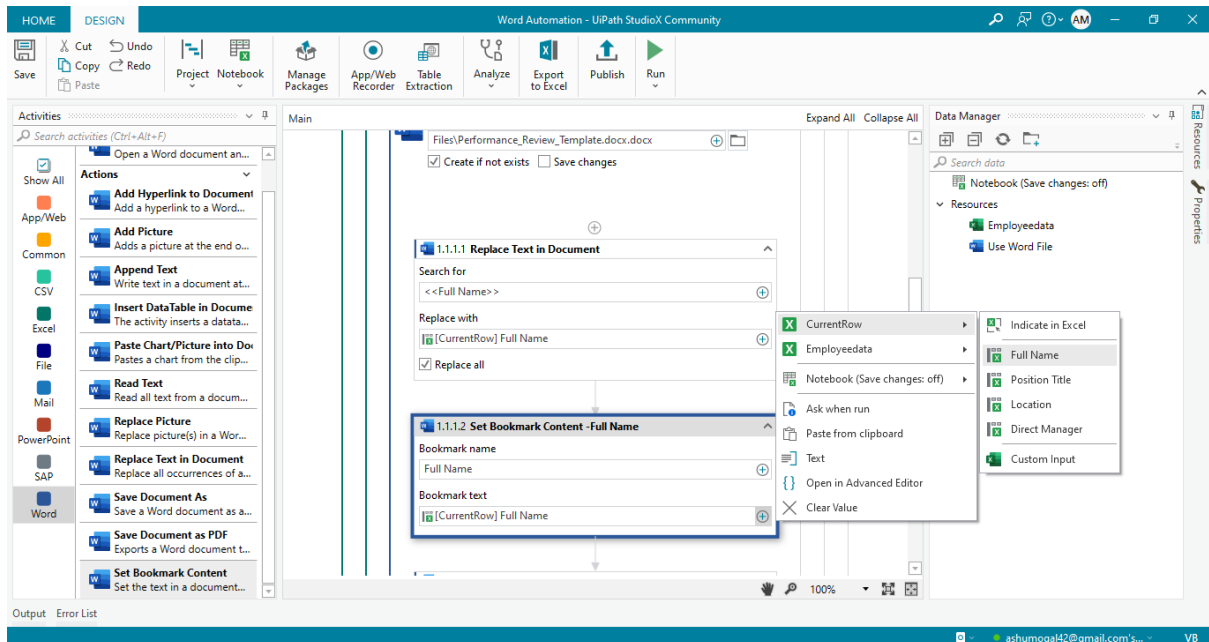 HOME DESIGN Word Automation - UiPath StudioX Community AM
Save
Cut
Copy
Paste
Undo
Redo
Project
Notebook
Manage Packages
App/Web Recorder
Table Extraction
Analyze
Export to Excel
Publish
Run
Activities
Search activities (Ctrl+Alt+F)
Show All
App/Web
Common
CSV
Excel
File
Mail
PowerPoint
SAP
Word
Open a Word document an...
Actions
Add Hyperlink to Document
Add a hyperlink to a Word...
Add Picture
Adds a picture at the end o...
Append Text
Write text in a document at...
Insert DataTable in Docume
The activity inserts a datata...
Paste Chart/Picture into Do
Pastes a chart from the clip...
Read Text
Read all text from a docum...
Replace Picture
Replace picture(s) in a Wor...
Replace Text in Document
Replace all occurrences of a...
Save Document As
Save a Word document as a...
Save Document as PDF
Exports a Word document t...
Set Bookmark Content
Set the text in a document...
Main
Expand All Collapse All
Files\Performance_Review_Template.docx.docx
Create if not exists Save changes
1.1.1.1 Replace Text in Document
Search for
<<Full Name>>
Replace with
[CurrentRow] Full Name
Replace all
1.1.1.2 Set Bookmark Content -Full Name
Bookmark name
Full Name
Bookmark text
[CurrentRow] Full Name
100%
CurrentRow
Employeedata
Notebook (Save changes: off)
Ask when run
Paste from clipboard
Text
Open in Advanced Editor
Clear Value
Indicate in Excel
Full Name
Position Title
Location
Direct Manager
Custom Input
Data Manager
Search data
Notebook (Save changes: off)
Resources
Employeedata
Use Word File
Resources
Properties
Output Error List
ashumogal42@gmail.com's... VB